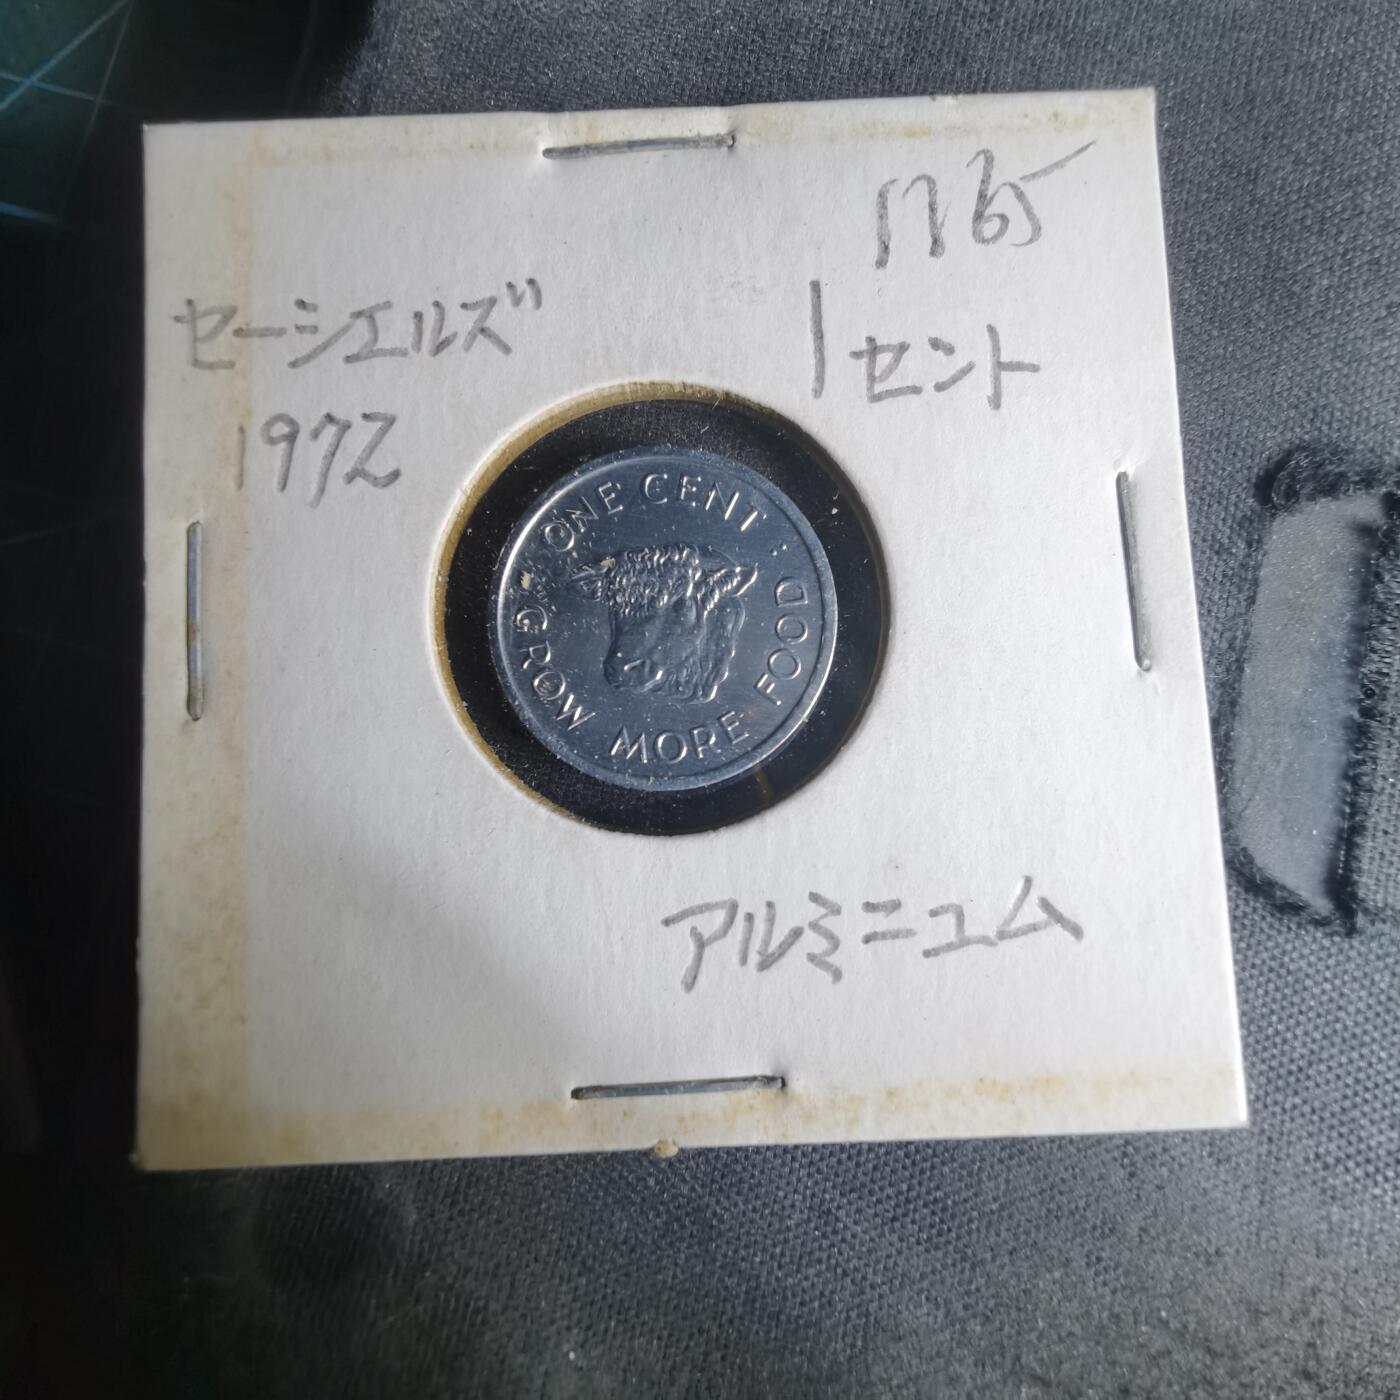 1765
セーシェルズ
1972
1セント
ONE CENT :
GROW MORE FOOD
アルミニュム